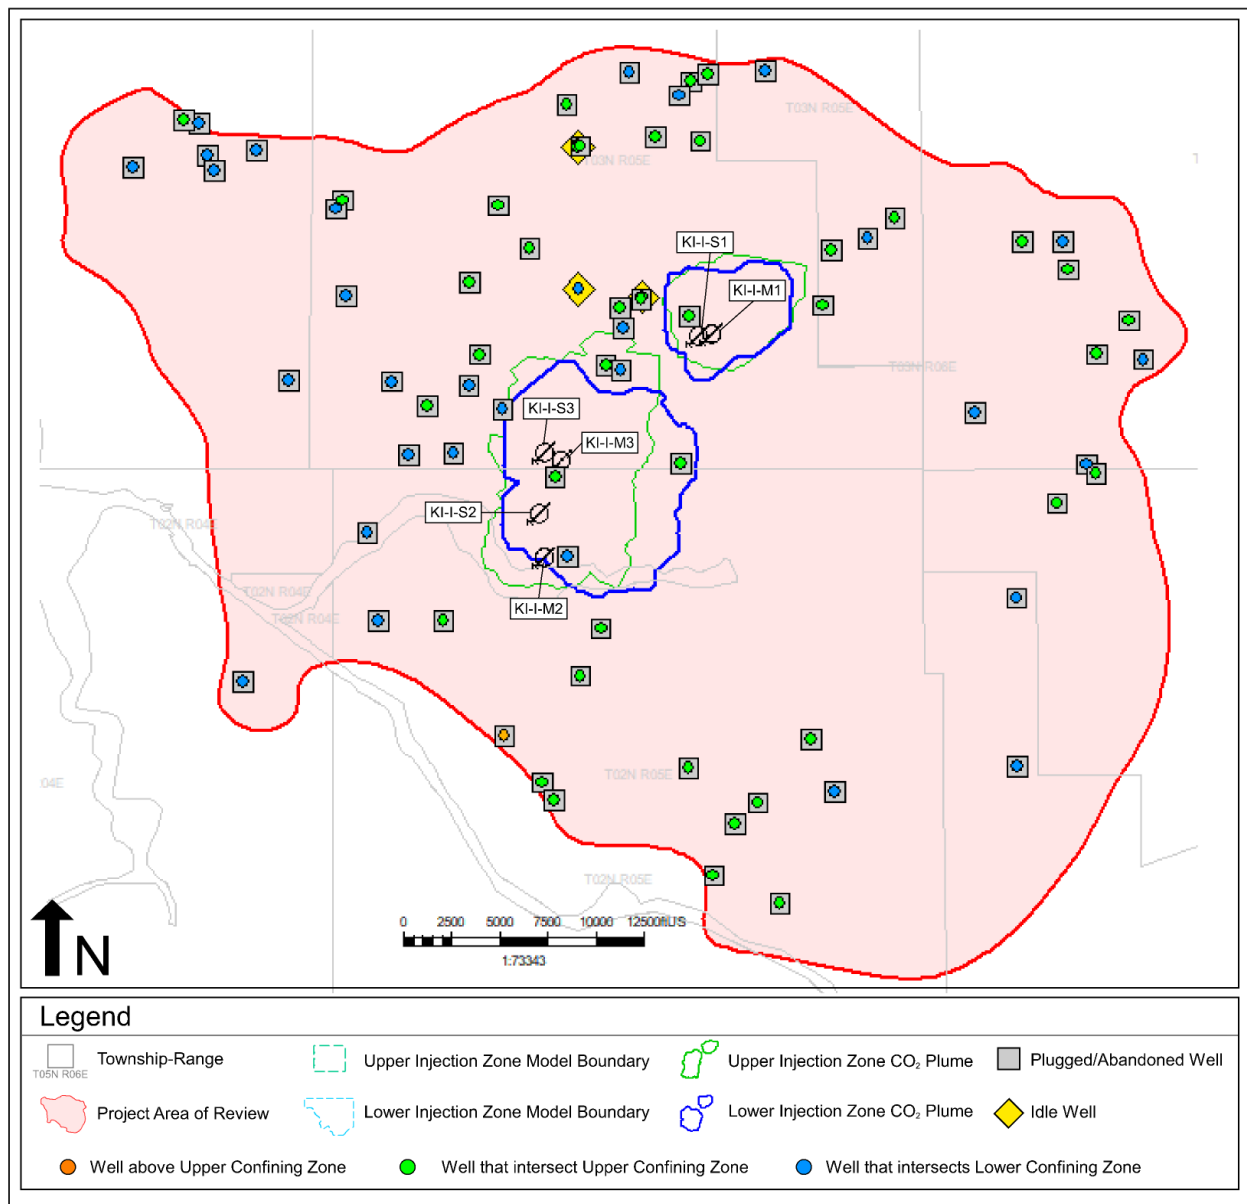 T03N R05E
T03N R05E
T
KI-I-S1
KI-I-M1
T03N R06E
KI-I-S3
KI-I-M3
KI-I-S2
T02N R04E
T02N R04E
KI-I-M2
T02N R04E
T02N R05E
04E
T02N R05E
0 2500 5000 7500 10000 12500ftUS
1:73343
N
Legend
Township-Range
T05N R06E
Upper Injection Zone Model Boundary
Upper Injection Zone CO₂ Plume
Plugged/Abandoned Well
Project Area of Review
Lower Injection Zone Model Boundary
Lower Injection Zone CO₂ Plume
Idle Well
Well above Upper Confining Zone
Well that intersect Upper Confining Zone
Well that intersects Lower Confining Zone